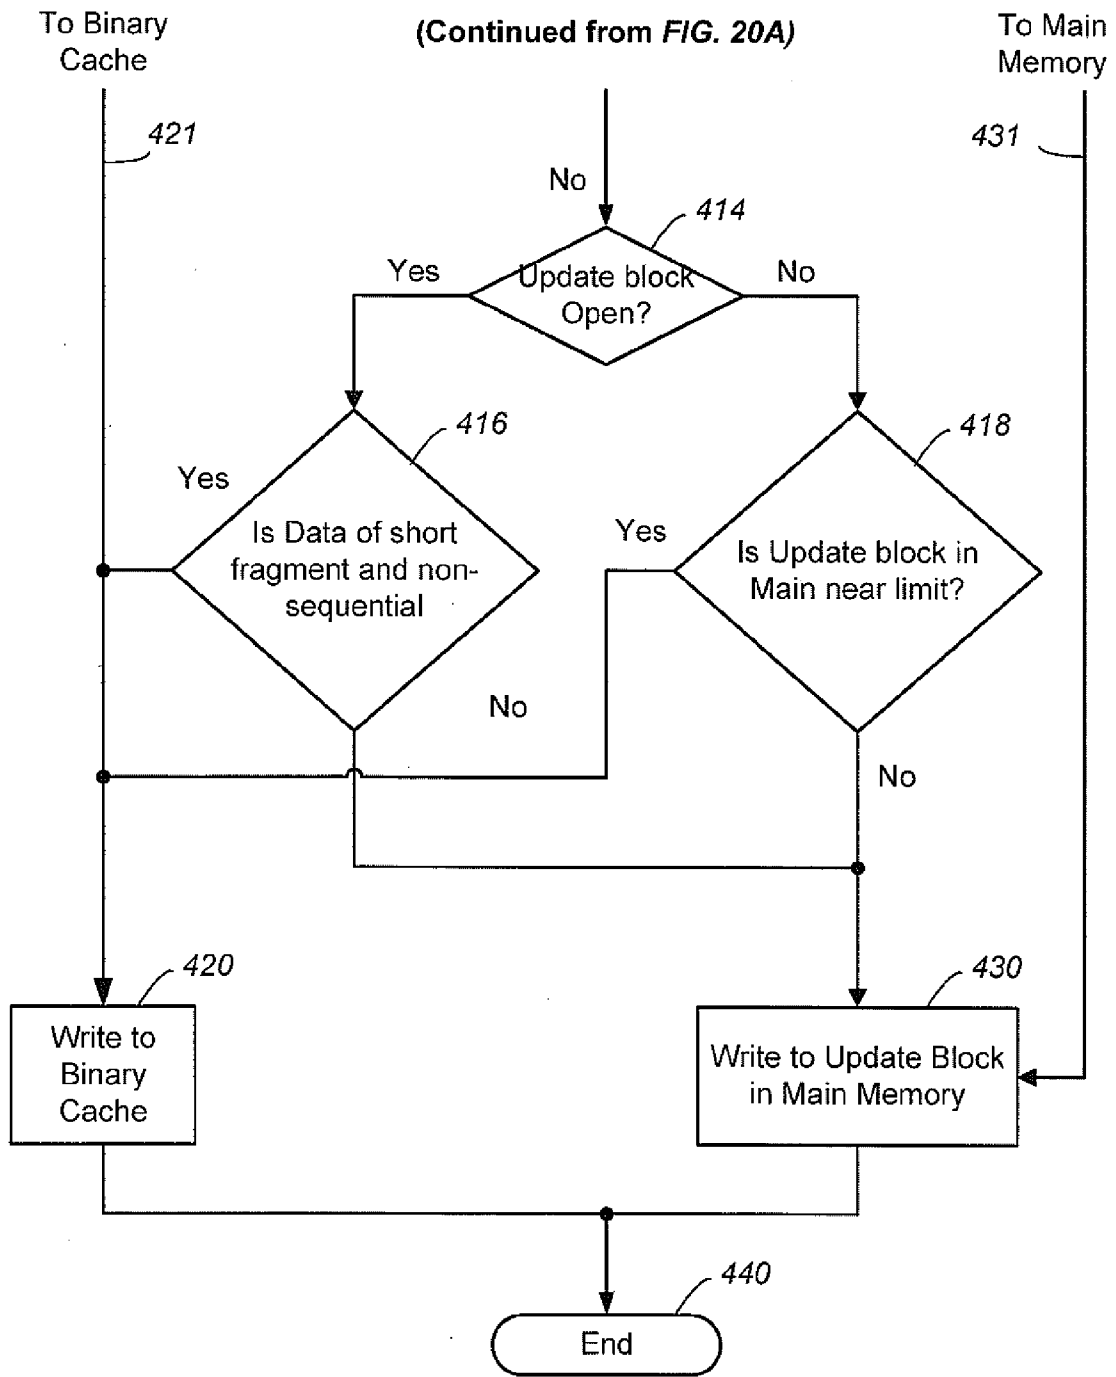 To Binary
Cache
(Continued from FIG. 20A)
To Main
Memory
421
431
No
414
Yes
Update block
Open?
No
416
418
Yes
Is Data of short
fragment and non-
sequential
Yes
Is Update block in
Main near limit?
No
No
420
430
Write to
Binary
Cache
Write to Update Block
in Main Memory
440
End